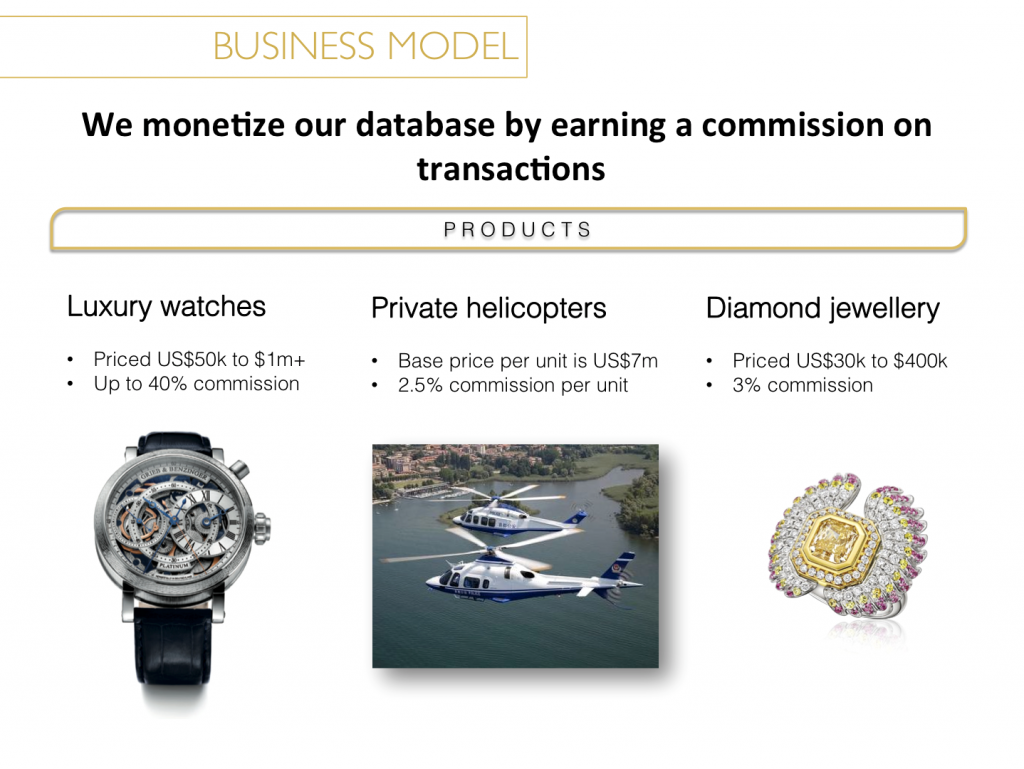 BUSINESS MODEL
We monetize our database by earning a commission on
transactions
PRODUCTS
Luxury watches
• Priced US$50k to $1m+
• Up to 40% commission
Private helicopters
• Base price per unit is US$7m
• 2.5% commission per unit
Diamond jewellery
• Priced US$30k to $400k
• 3% commission
GRIEB & BENZINGER
PLATINUM